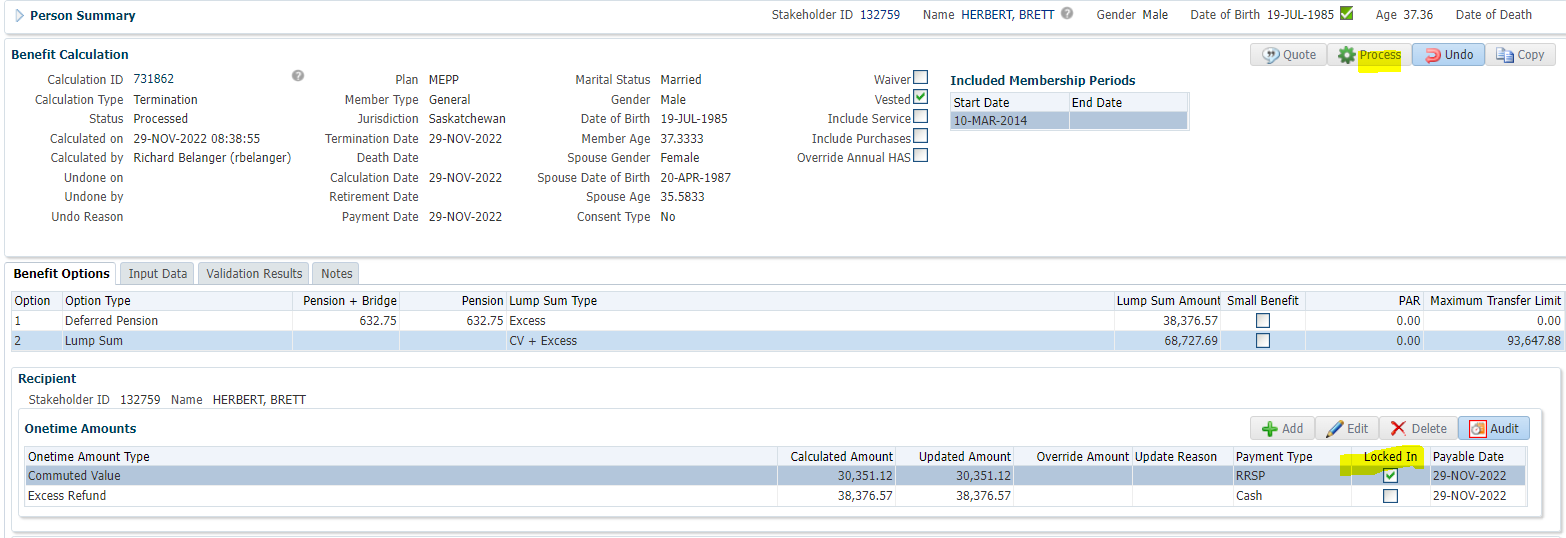 Person Summary Stakeholder ID 132759 Name HERBERT, BRETT Gender Male Date of Birth 19-JUL-1985 Age 37.36 Date of Death
Benefit Calculation Quote Process Undo Copy
Calculation ID 731862 Plan MEPP Marital Status Married Waiver Included Membership Periods
Calculation Type Termination Member Type General Gender Male Vested Start Date End Date
Status Processed Jurisdiction Saskatchewan Date of Birth 19-JUL-1985 Include Service 10-MAR-2014
Calculated on 29-NOV-2022 08:38:55 Termination Date 29-NOV-2022 Member Age 37.3333 Include Purchases
Calculated by Richard Belanger (rbelanger) Death Date Spouse Gender Female Override Annual HAS
Undone on Calculation Date 29-NOV-2022 Spouse Date of Birth 20-APR-1987
Undone by Retirement Date Spouse Age 35.5833
Undo Reason Payment Date 29-NOV-2022 Consent Type No
Benefit Options Input Data Validation Results Notes
Option Option Type Pension + Bridge Pension Lump Sum Type Lump Sum Amount Small Benefit PAR Maximum Transfer Limit
1 Deferred Pension 632.75 632.75 Excess 38,376.57 0.00 0.00
2 Lump Sum CV + Excess 68,727.69 0.00 93,647.88
Recipient
Stakeholder ID 132759 Name HERBERT, BRETT
Onetime Amounts Add Edit Delete Audit
Onetime Amount Type Calculated Amount Updated Amount Override Amount Update Reason Payment Type Locked In Payable Date
Commuted Value 30,351.12 30,351.12 RRSP 29-NOV-2022
Excess Refund 38,376.57 38,376.57 Cash 29-NOV-2022